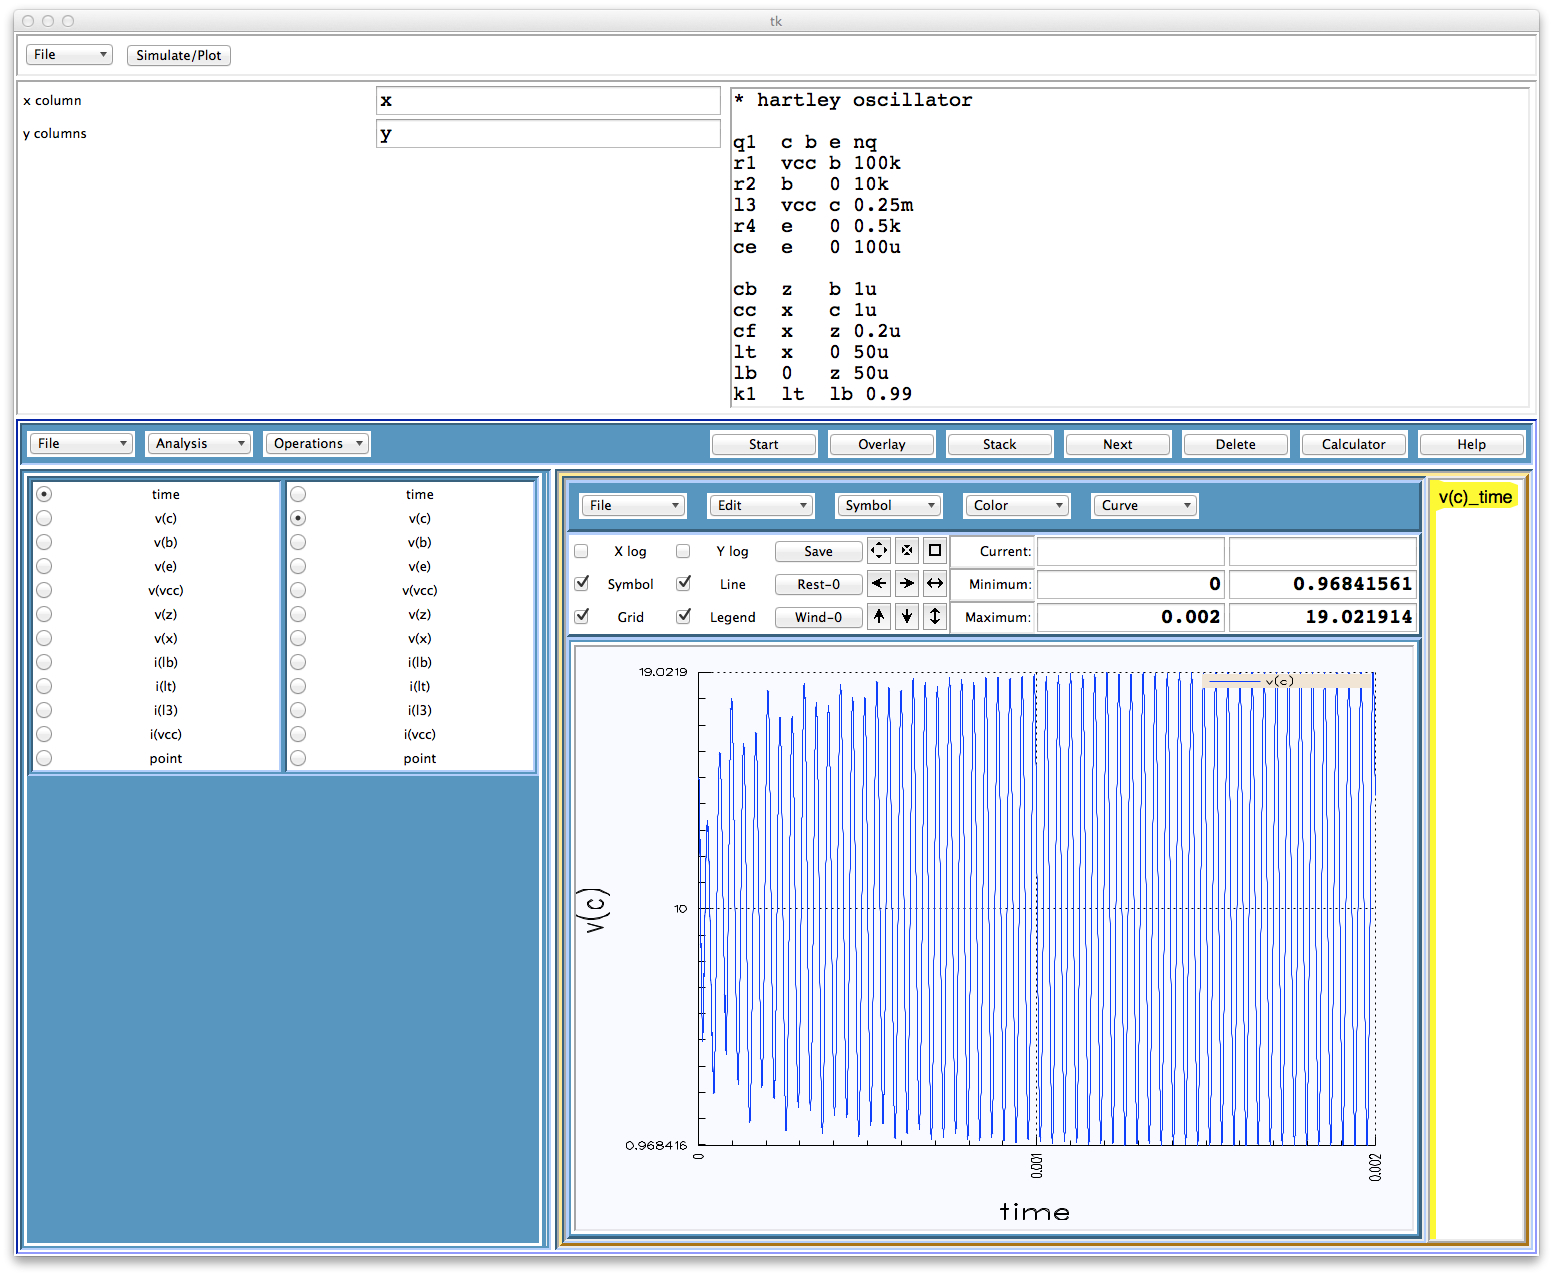 tk
File Simulate/Plot
x column x
y columns y
* hartley oscillator
q1 c b e nq
r1 vcc b 100k
r2 b 0 10k
l3 vcc c 0.25m
r4 e 0 0.5k
ce e 0 100u
cb z b 1u
cc x c 1u
cf x z 0.2u
lt x 0 50u
lb 0 z 50u
k1 lt lb 0.99
File Analysis Operations Start Overlay Stack Next Delete Calculator Help
time time
v(c) v(c)
v(b) v(b)
v(e) v(e)
v(vcc) v(vcc)
v(z) v(z)
v(x) v(x)
i(lb) i(lb)
i(lt) i(lt)
i(l3) i(l3)
i(vcc) i(vcc)
point point
File Edit Symbol Color Curve
X log Y log Save Current:
Symbol Line Rest-0 Minimum: 0 0.96841561
Grid Legend Wind-0 Maximum: 0.002 19.021914
v(c)_time
19.0219
v(c)
10
v(c)
0.968416
0 0.001 0.002
time